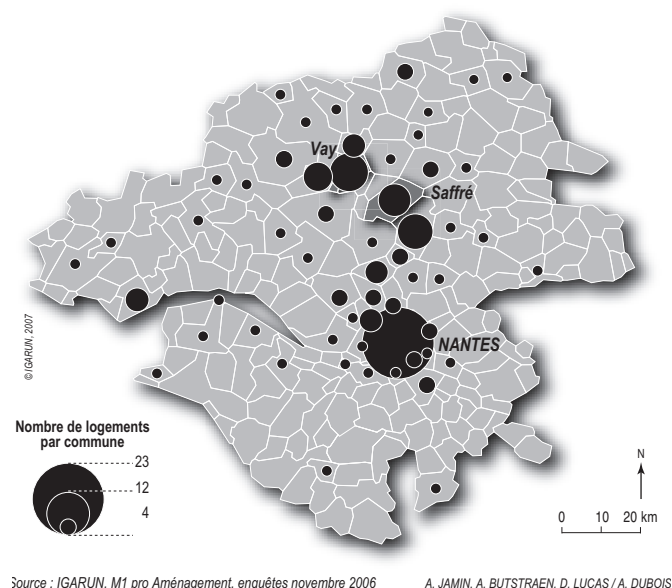 Vay
Saffré
NANTES
© IGARUN, 2007
Nombre de logements
par commune
23
12
4
N
0 10 20 km
Source : IGARUN, M1 pro Aménagement, enquêtes novembre 2006
A. JAMIN, A. BUTSTRAEN, D. LUCAS / A. DUBOIS